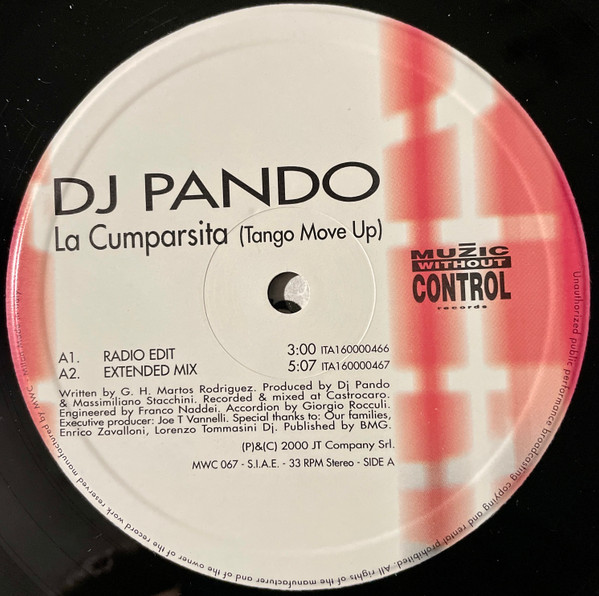 DJ PANDO
La Cumparsita (Tango Move Up)
MUZIC
WITHOUT
CONTROL
records
A1. RADIO EDIT 3:00 ITA160000466
A2. EXTENDED MIX 5:07 ITA160000467
Written by G. H. Martos Rodriguez. Produced by Dj Pando
& Massimiliano Stacchini. Recorded & mixed at Castrocaro.
Engineered by Franco Naddei. Accordion by Giorgio Rocculi.
Executive producer: Joe T Vannelli. Special thanks to: Our families,
Enrico Zavalloni, Lorenzo Tommasini Dj. Published by BMG.
(P)&(C) 2000 JT Company Srl.
MWC 067 - S.I.A.E. - 33 RPM Stereo - SIDE A
Unauthorized public performance broadcasting copying and rental prohibited. All rights of the manufacturer and of the owner of the record work reserved manufactured by MWC